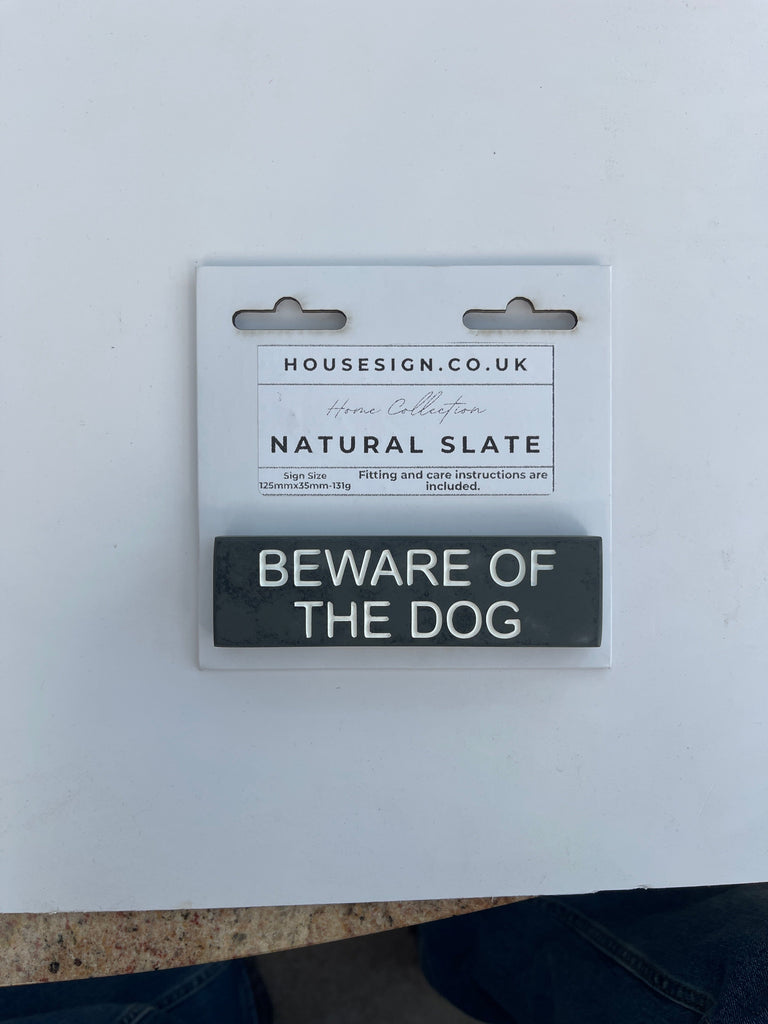 HOUSESIGN.CO.UK
Home Collection
NATURAL SLATE
Sign Size
125mmx35mm-131g
Fitting and care instructions are
included.
BEWARE OF
THE DOG